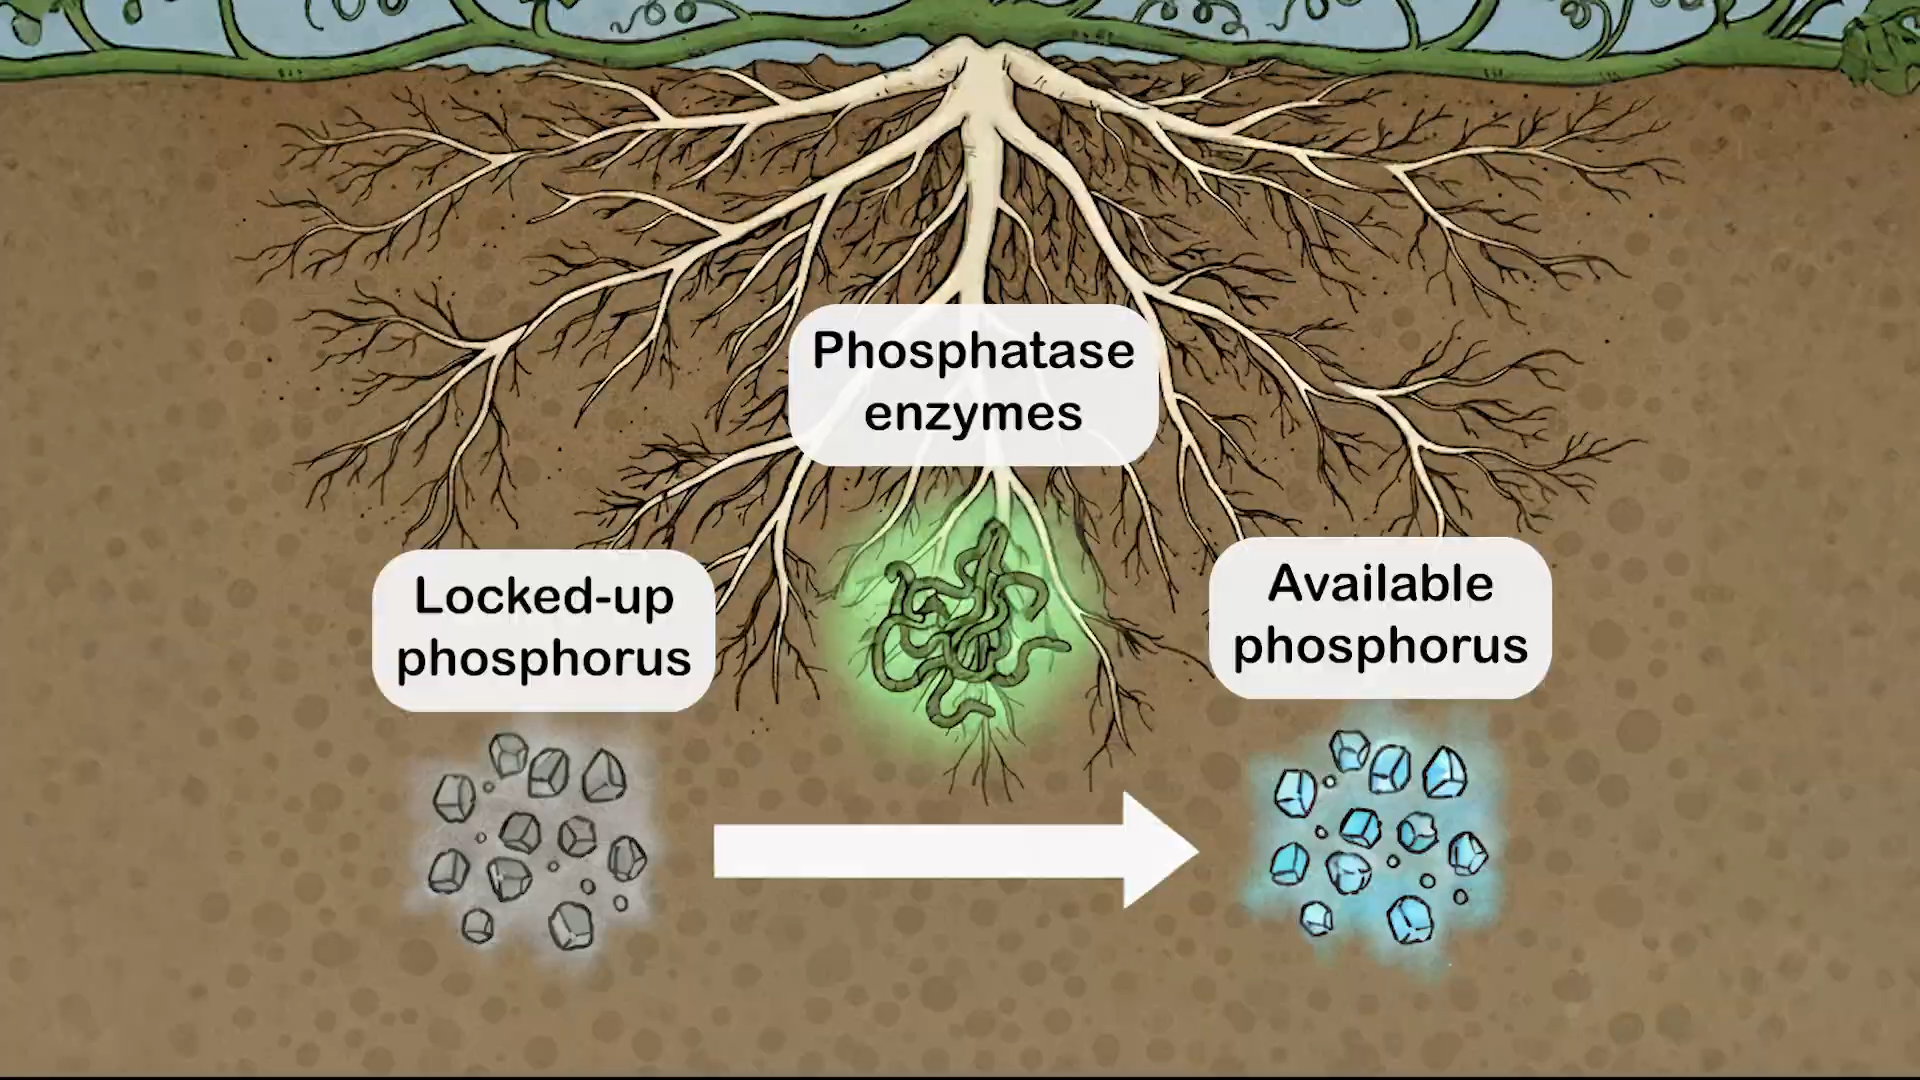 Phosphatase
enzymes
Locked-up
phosphorus
Available
phosphorus